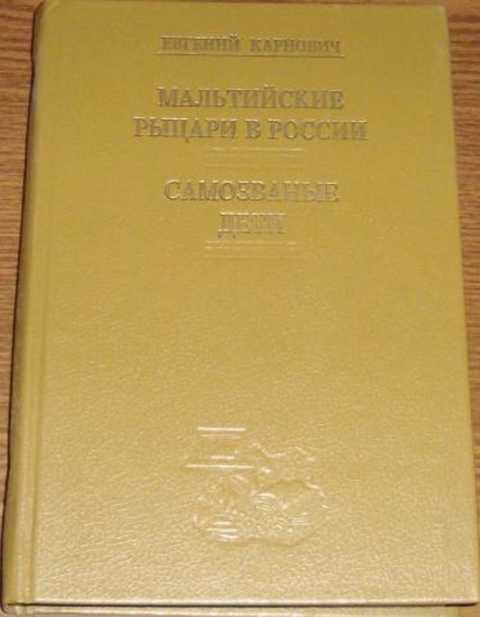 ЕВГЕНИЙ КАРНОВИЧ
МАЛЬТИЙСКИЕ
РЫЦАРИ В РОССИИ
САМОЗВАНЫЕ
ДЕТИ